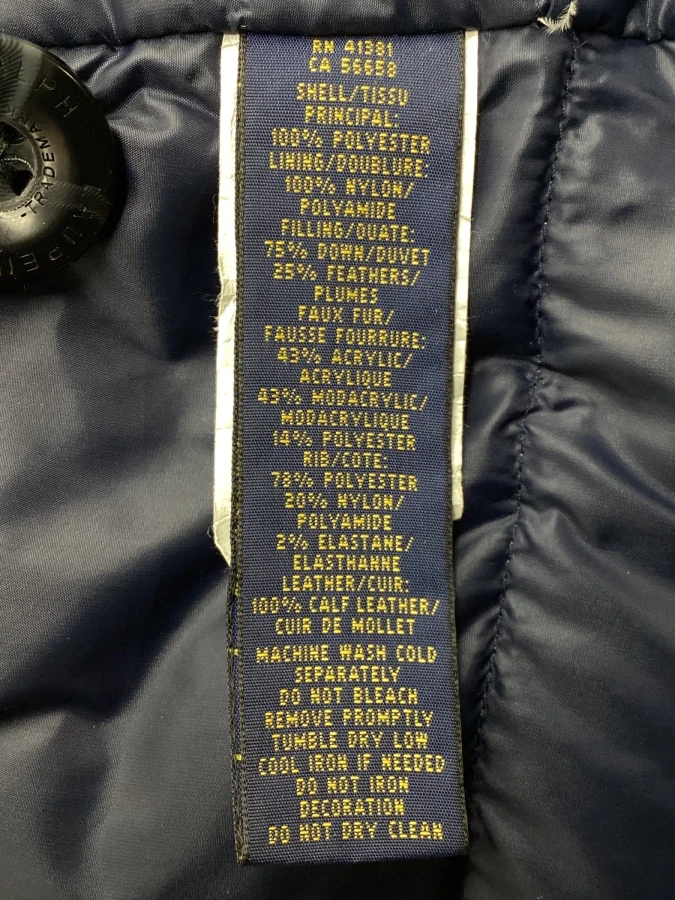 RN 41381
CA 56658
SHELL/TISSU
PRINCIPAL:
100% POLYESTER
LINING/DOUBLURE:
100% NYLON/
POLYAMIDE
FILLING/OUATE:
75% DOWN/DUVET
25% FEATHERS/
PLUMES
FAUX FUR/
FAUSSE FOURRURE:
43% ACRYLIC/
ACRYLIQUE
43% MODACRYLIC/
MODACRYLIQUE
14% POLYESTER
RIB/COTE:
78% POLYESTER
20% NYLON/
POLYAMIDE
2% ELASTANE/
ELASTHANNE
LEATHER/CUIR:
100% CALF LEATHER/
CUIR DE MOLLET
MACHINE WASH COLD
SEPARATELY
DO NOT BLEACH
REMOVE PROMPTLY
TUMBLE DRY LOW
COOL IRON IF NEEDED
DO NOT IRON
DECORATION
DO NOT DRY CLEAN
PH
AUREN